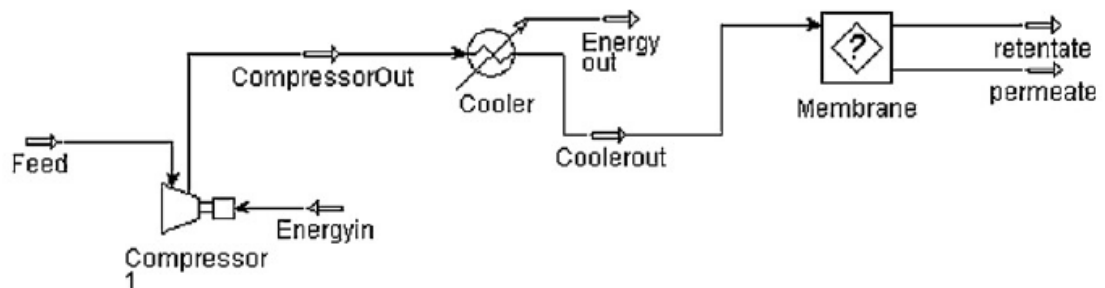 CompressorOut
Energy
out
Cooler
retentate
permeate
?
Membrane
Feed
Coolerout
Energyin
Compressor
1